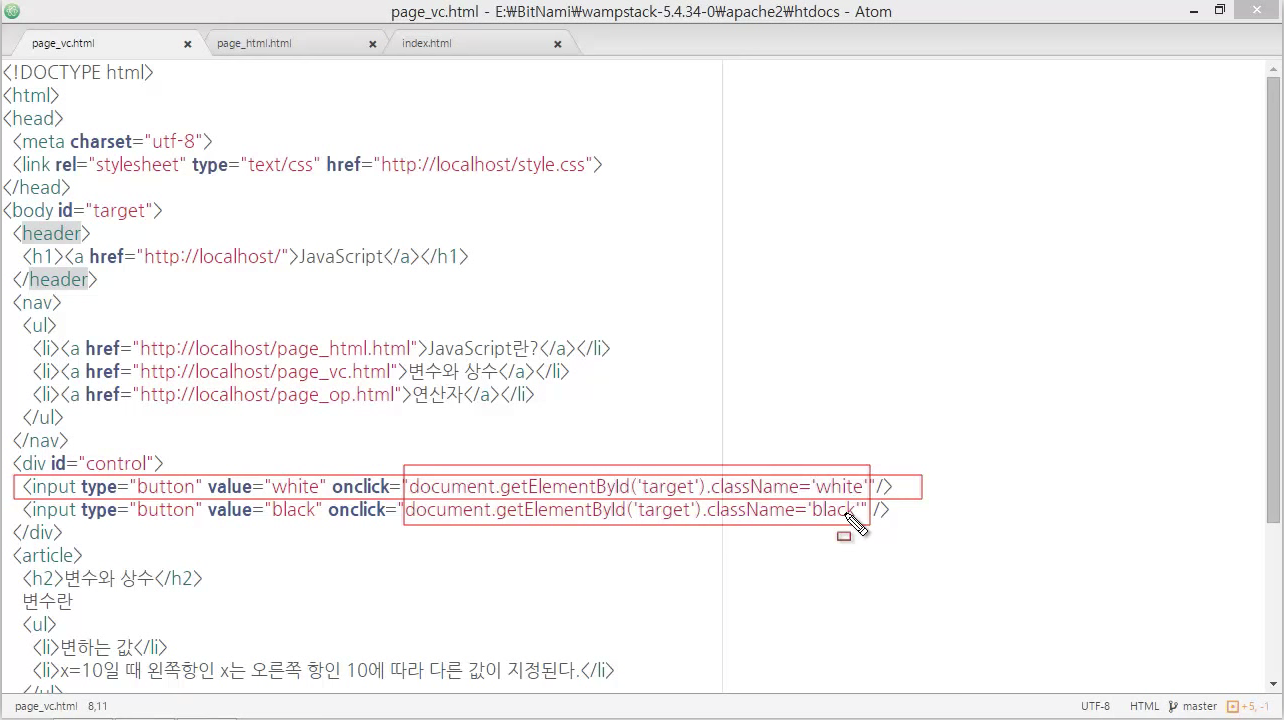 page_vc.html - E:₩BitNami₩wampstack-5.4.34-0₩apache2₩htdocs - Atom
page_vc.html
page_html.html
index.html
<!DOCTYPE html>
<html>
<head>
<meta charset="utf-8">
<link rel="stylesheet" type="text/css" href="http://localhost/style.css">
</head>
<body id="target">
<header>
<h1><a href="http://localhost/">JavaScript</a></h1>
</header>
<nav>
<ul>
<li><a href="http://localhost/page_html.html">JavaScript란?</a></li>
<li><a href="http://localhost/page_vc.html">변수와 상수</a></li>
<li><a href="http://localhost/page_op.html">연산자</a></li>
</ul>
</nav>
<div id="control">
<input type="button" value="white" onclick="document.getElementById('target').className='white'"/>
<input type="button" value="black" onclick="document.getElementById('target').className='black'" />
</div>
<article>
<h2>변수와 상수</h2>
변수란
<ul>
<li>변하는 값</li>
<li>x=10일 때 왼쪽항인 x는 오른쪽 항인 10에 따라 다른 값이 지정된다.</li>
</ul>
page_vc.html 8,11
UTF-8 HTML master +5, -1